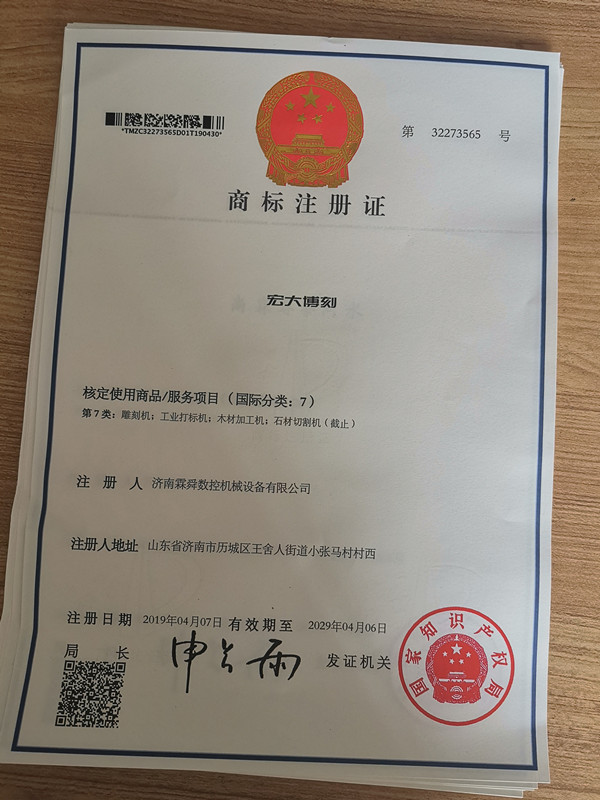 *TMZC32273565D01T190430*
第 32273565 号
商标注册证
宏大博刻
核定使用商品/服务项目（国际分类：7）
第7类：雕刻机；工业打标机；木材加工机；石材切割机（截止）
注册人 济南霖舜数控机械设备有限公司
注册人地址 山东省济南市历城区王舍人街道小张马村村西
注册日期 2019年04月07日 有效期至 2029年04月06日
局长 申长雨 发证机关
国家知识产权局